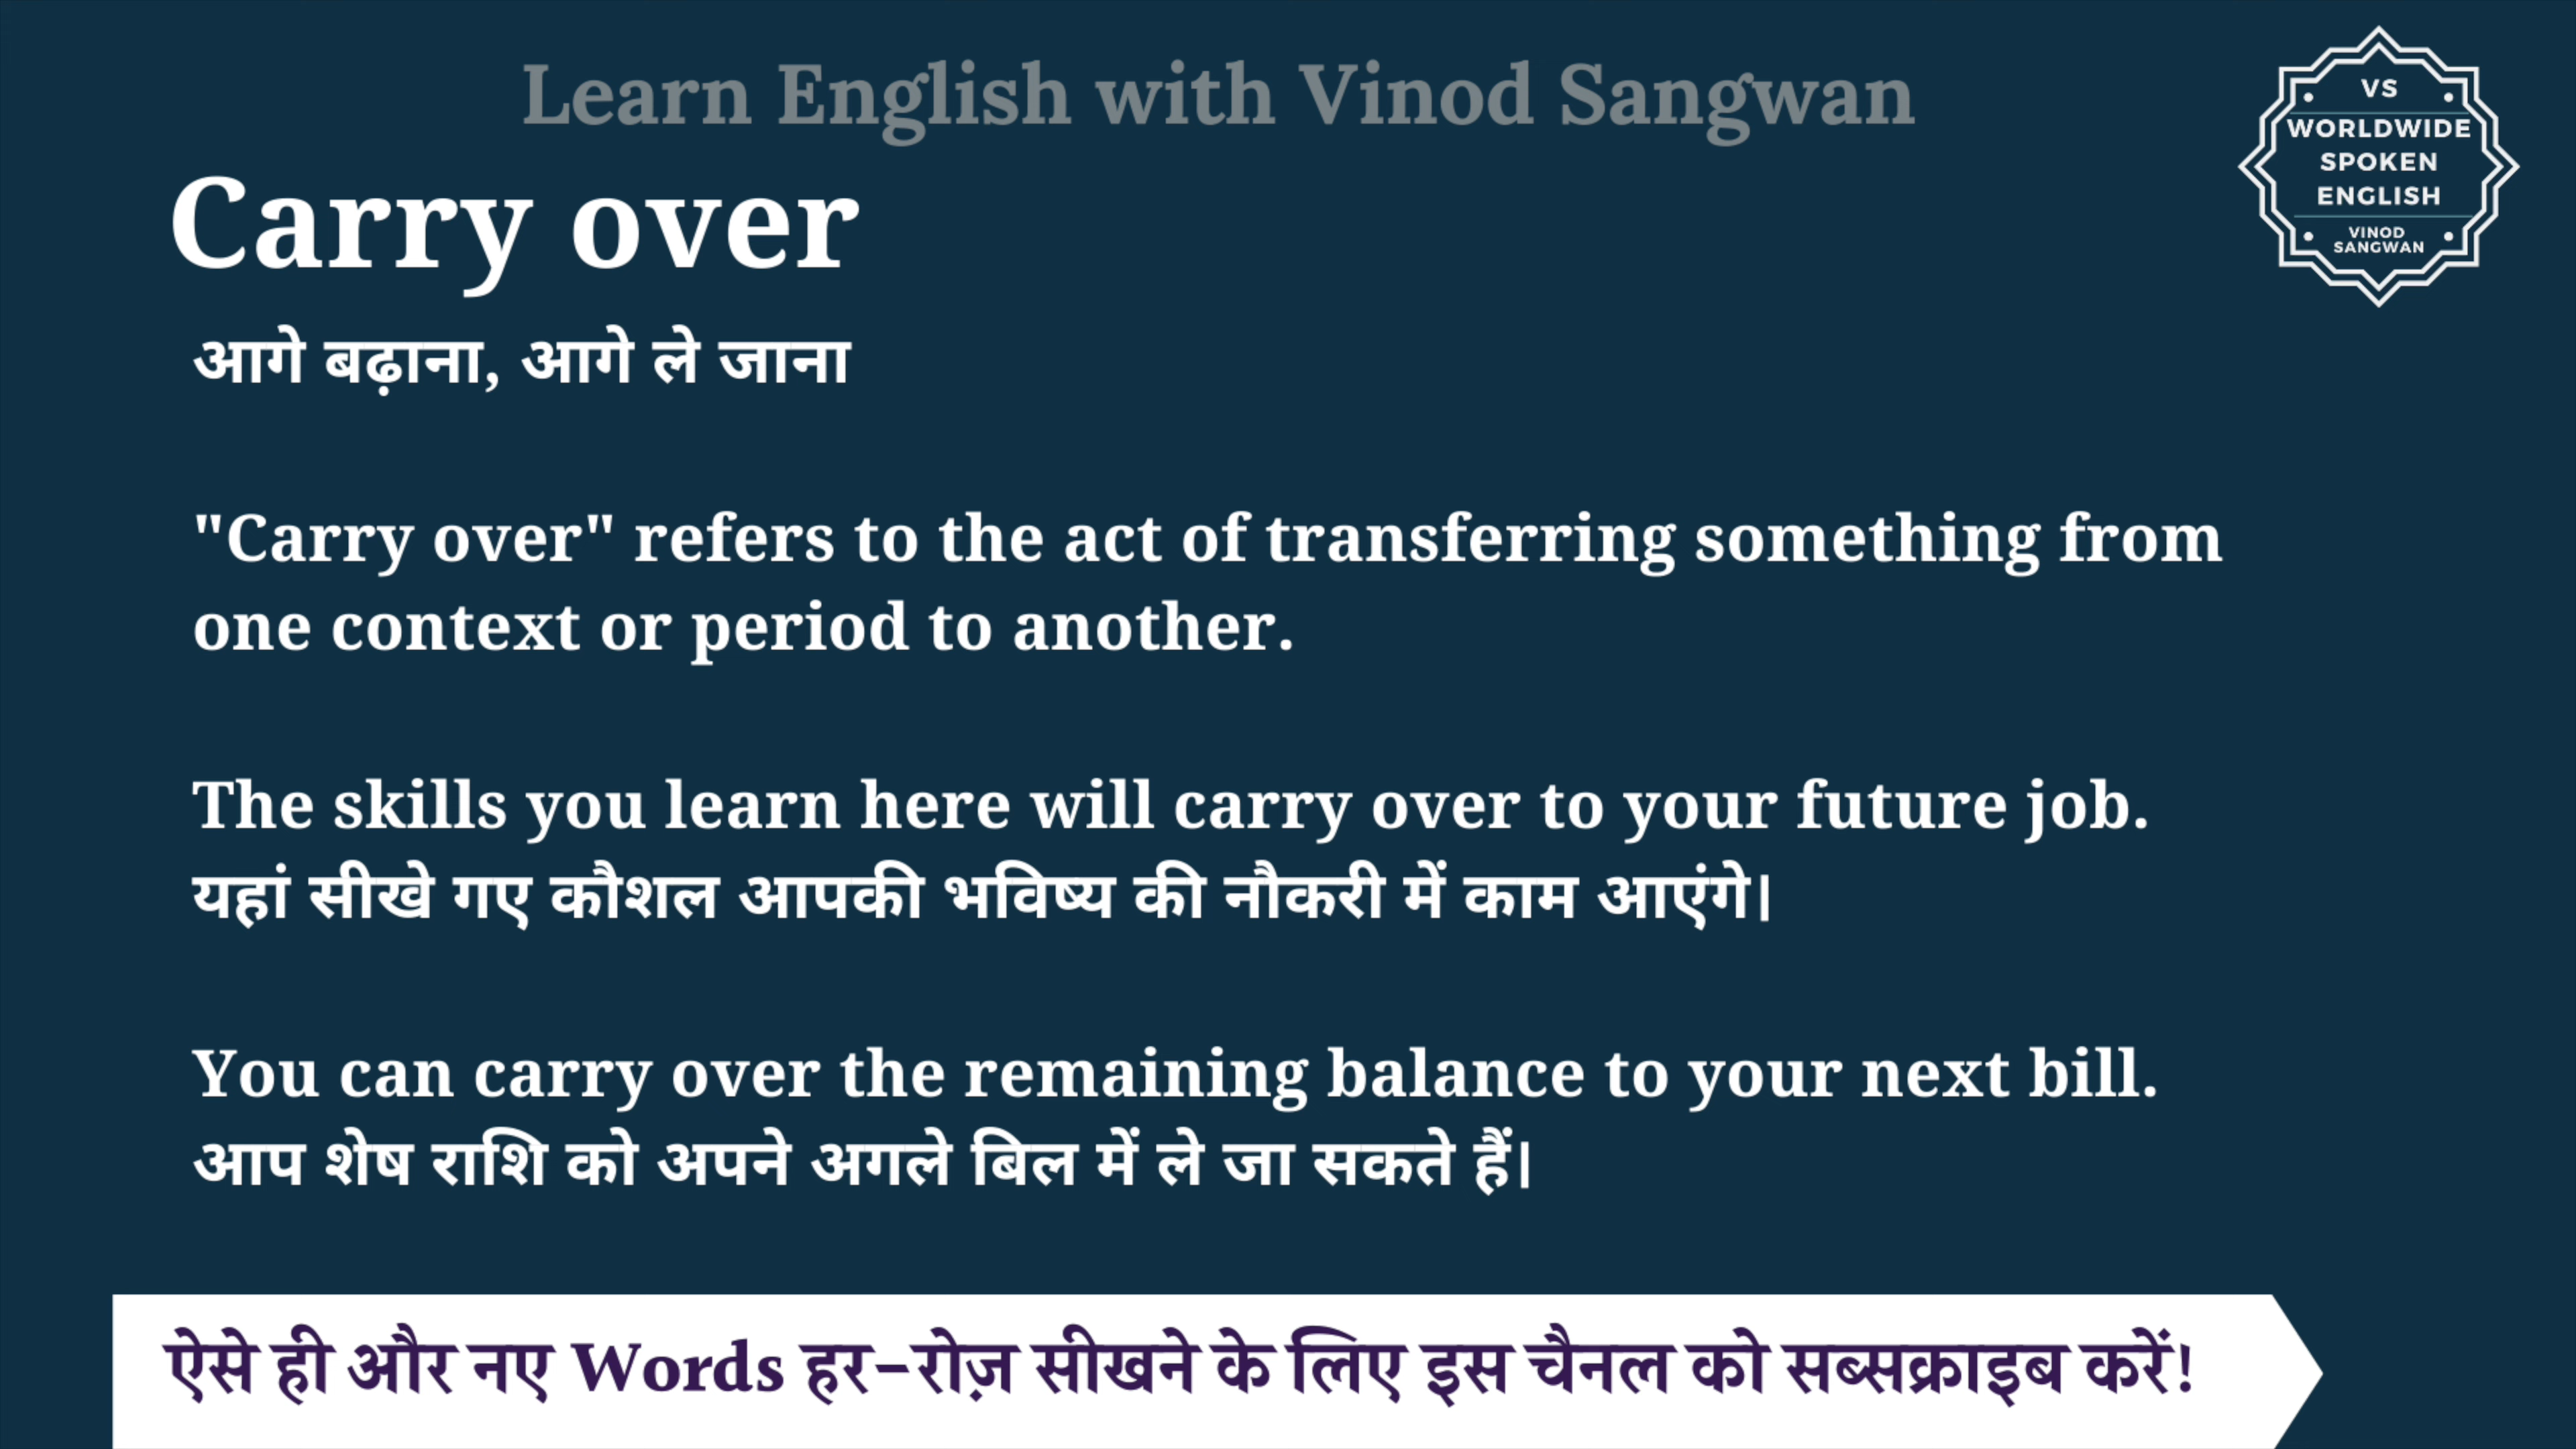 Learn English with Vinod Sangwan
VS
WORLDWIDE
SPOKEN
ENGLISH
VINOD
SANGWAN
Carry over
आगे बढ़ाना, आगे ले जाना
"Carry over" refers to the act of transferring something from
one context or period to another.
The skills you learn here will carry over to your future job.
यहां सीखे गए कौशल आपकी भविष्य की नौकरी में काम आएंगे।
You can carry over the remaining balance to your next bill.
आप शेष राशि को अपने अगले बिल में ले जा सकते हैं।
ऐसे ही और नए Words हर-रोज़ सीखने के लिए इस चैनल को सब्सक्राइब करें!